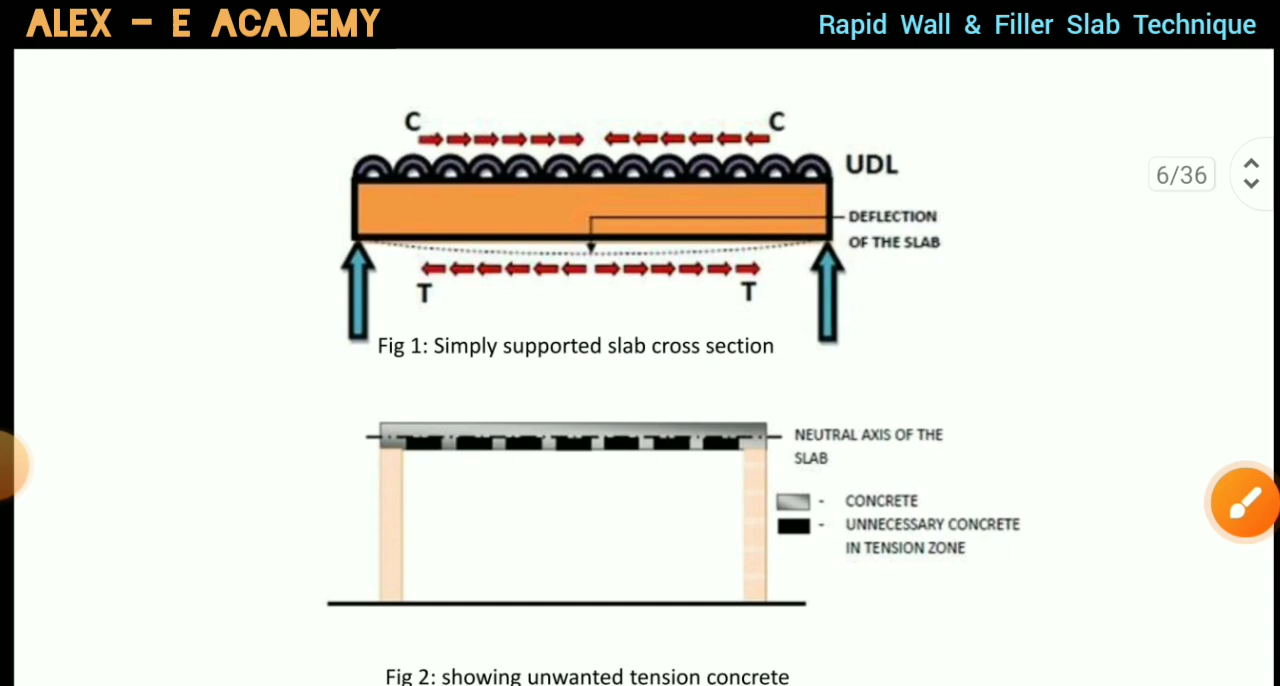 ALEX – E ACADEMY
Rapid Wall & Filler Slab Technique
C
C
UDL
6/36
DEFLECTION
OF THE SLAB
T
T
Fig 1: Simply supported slab cross section
NEUTRAL AXIS OF THE
SLAB
- CONCRETE
- UNNECESSARY CONCRETE
IN TENSION ZONE
Fig 2: showing unwanted tension concrete